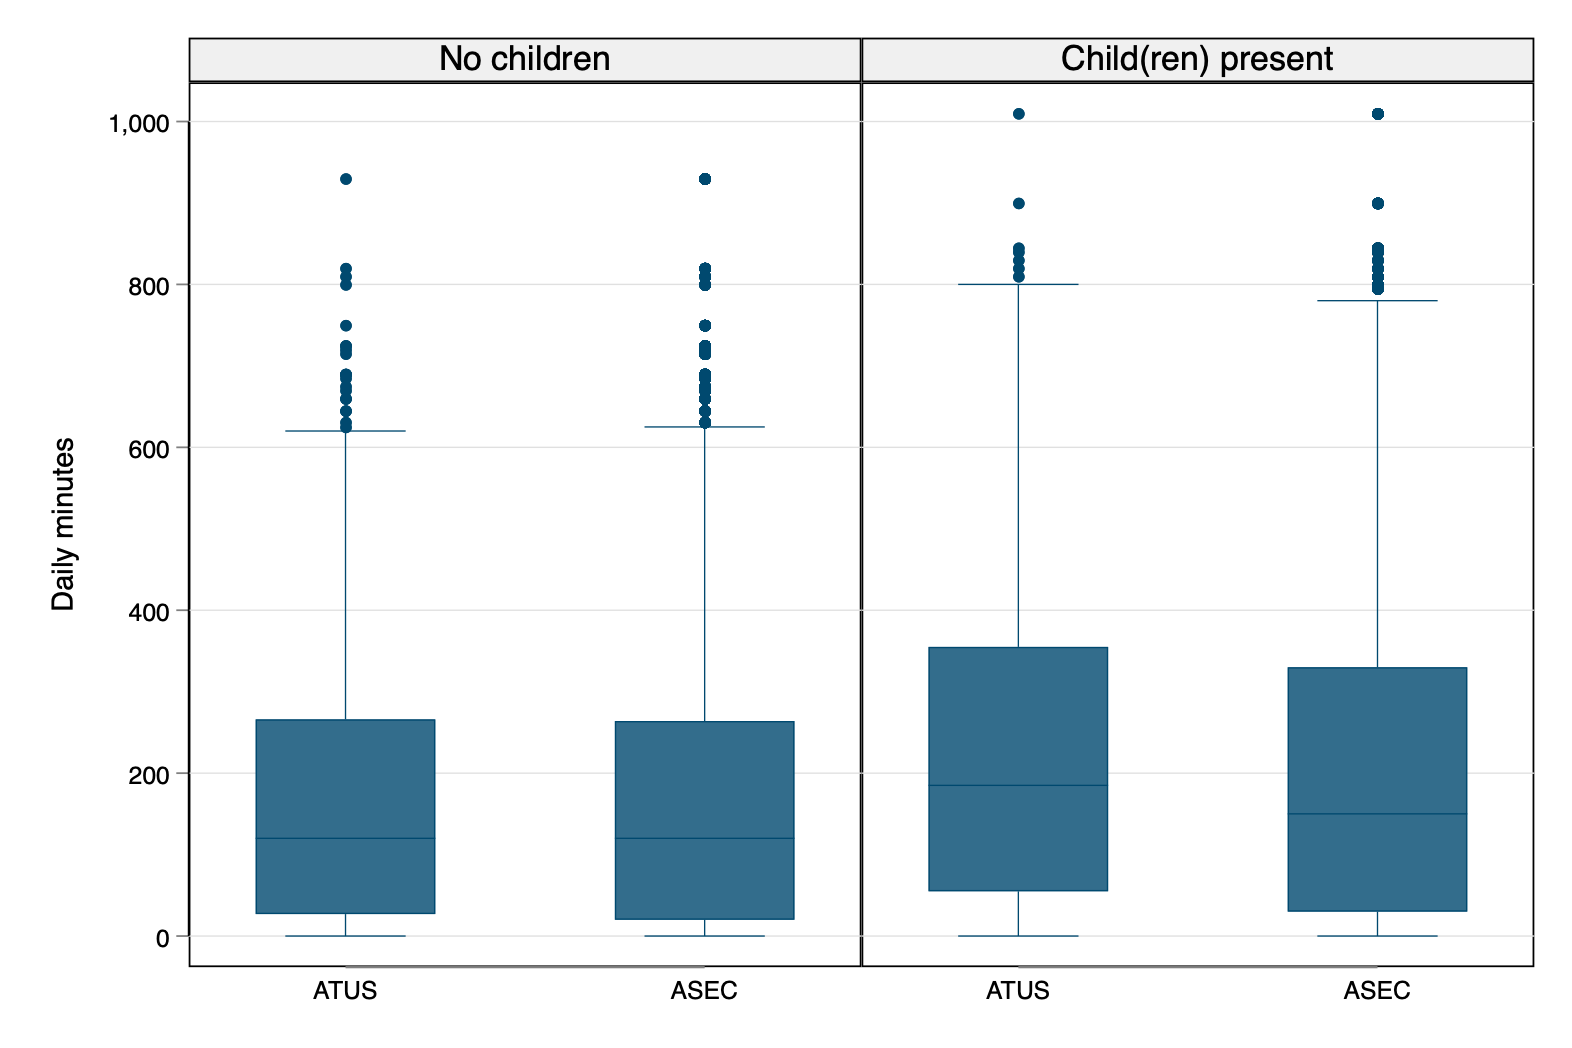 No children
Child(ren) present
Daily minutes
1,000
800
600
400
200
0
ATUS
ASEC
ATUS
ASEC